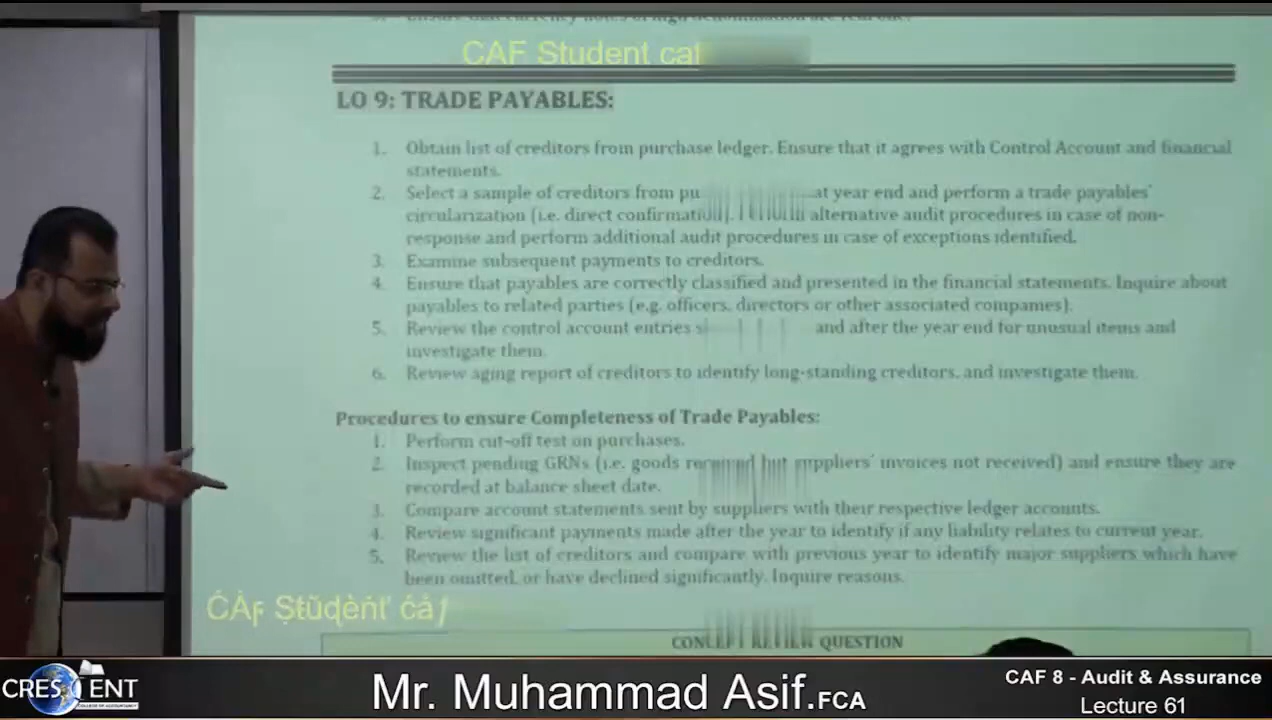 CAF Student caf
LO 9: TRADE PAYABLES:
1. Obtain list of creditors from purchase ledger. Ensure that it agrees with Control Account and financial
statements.
2. Select a sample of creditors from at year end and perform a trade payables'
circularization (i.e. direct confirmation). alternative audit procedures in case of non-
response and perform additional audit procedures in case of exceptions identified.
3. Examine subsequent payments to creditors.
4. Ensure that payables are correctly classified and presented in the financial statements. Inquire about
payables to related parties (e.g. officers, directors or other associated companies).
5. Review the control account entries and after the year end for unusual items and
investigate them.
6. Review aging report of creditors to identify long-standing creditors, and investigate them.
Procedures to ensure Completeness of Trade Payables:
1. Perform cut-off test on purchases.
2. Inspect pending GRNs (i.e. goods received but suppliers' invoices not received) and ensure they are
recorded at balance sheet date.
3. Compare account statements sent by suppliers with their respective ledger accounts.
4. Review significant payments made after the year to identify if any liability relates to current year.
5. Review the list of creditors and compare with previous year to identify major suppliers which have
been omitted, or have declined significantly. Inquire reasons.
CONCEPT REVIEW QUESTION
CRESCENT
COLLEGE OF ACCOUNTANCY
Mr. Muhammad Asif.FCA
CAF 8 - Audit & Assurance
Lecture 61